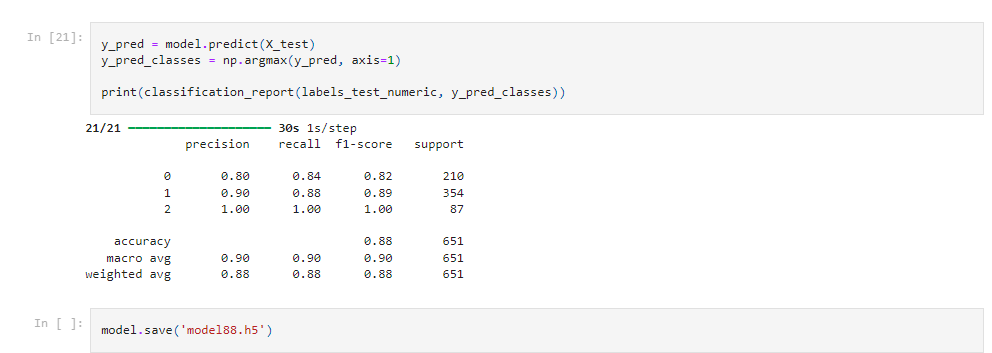 In [21]:
y_pred = model.predict(X_test)
y_pred_classes = np.argmax(y_pred, axis=1)
print(classification_report(labels_test_numeric, y_pred_classes))
21/21 ━━━━━━━━━━━━━━━━━━━━ 30s 1s/step
precision recall f1-score support
0 0.80 0.84 0.82 210
1 0.90 0.88 0.89 354
2 1.00 1.00 1.00 87
accuracy 0.88 651
macro avg 0.90 0.90 0.90 651
weighted avg 0.88 0.88 0.88 651
In [ ]:
model.save('model88.h5')